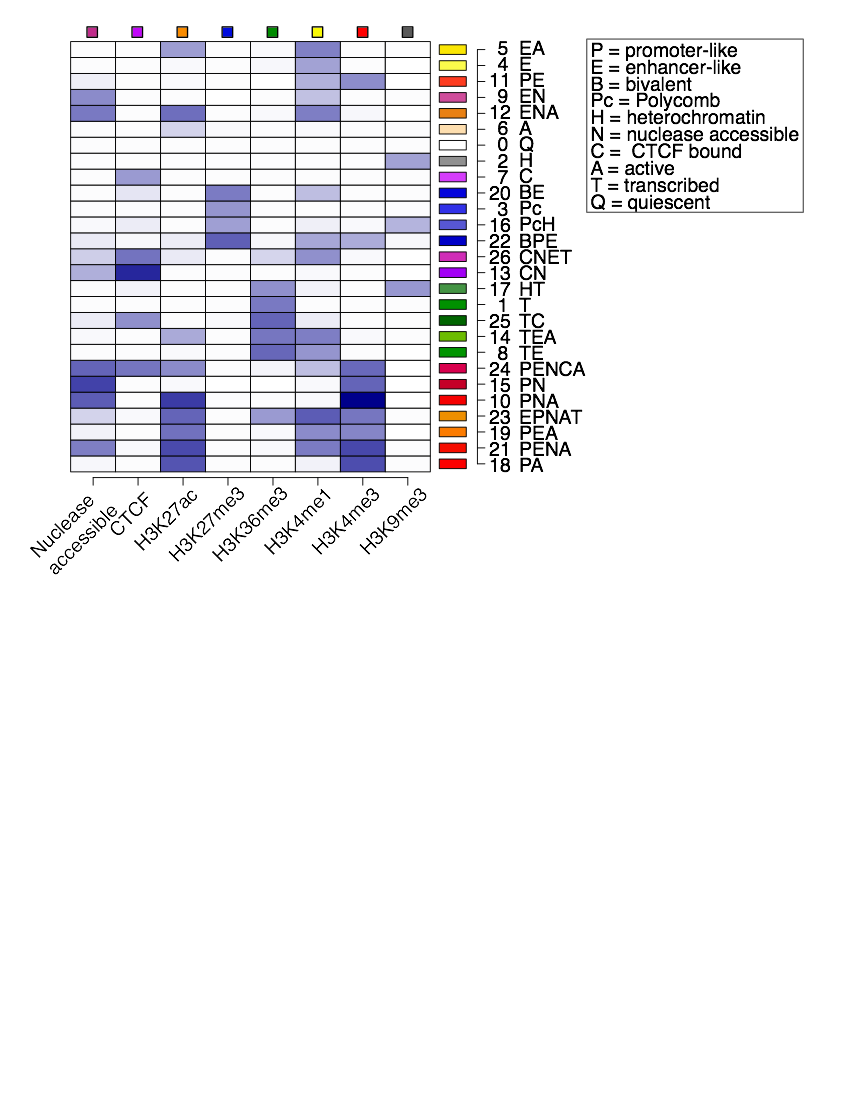 5 EA
4 E
11 PE
9 EN
12 ENA
6 A
0 Q
2 H
7 C
20 BE
3 Pc
16 PcH
22 BPE
26 CNET
13 CN
17 HT
1 T
25 TC
14 TEA
8 TE
24 PENCA
15 PN
10 PNA
23 EPNAT
19 PEA
21 PENA
18 PA
P = promoter-like
E = enhancer-like
B = bivalent
Pc = Polycomb
H = heterochromatin
N = nuclease accessible
C = CTCF bound
A = active
T = transcribed
Q = quiescent
Nuclease
accessible
CTCF
H3K27ac
H3K27me3
H3K36me3
H3K4me1
H3K4me3
H3K9me3